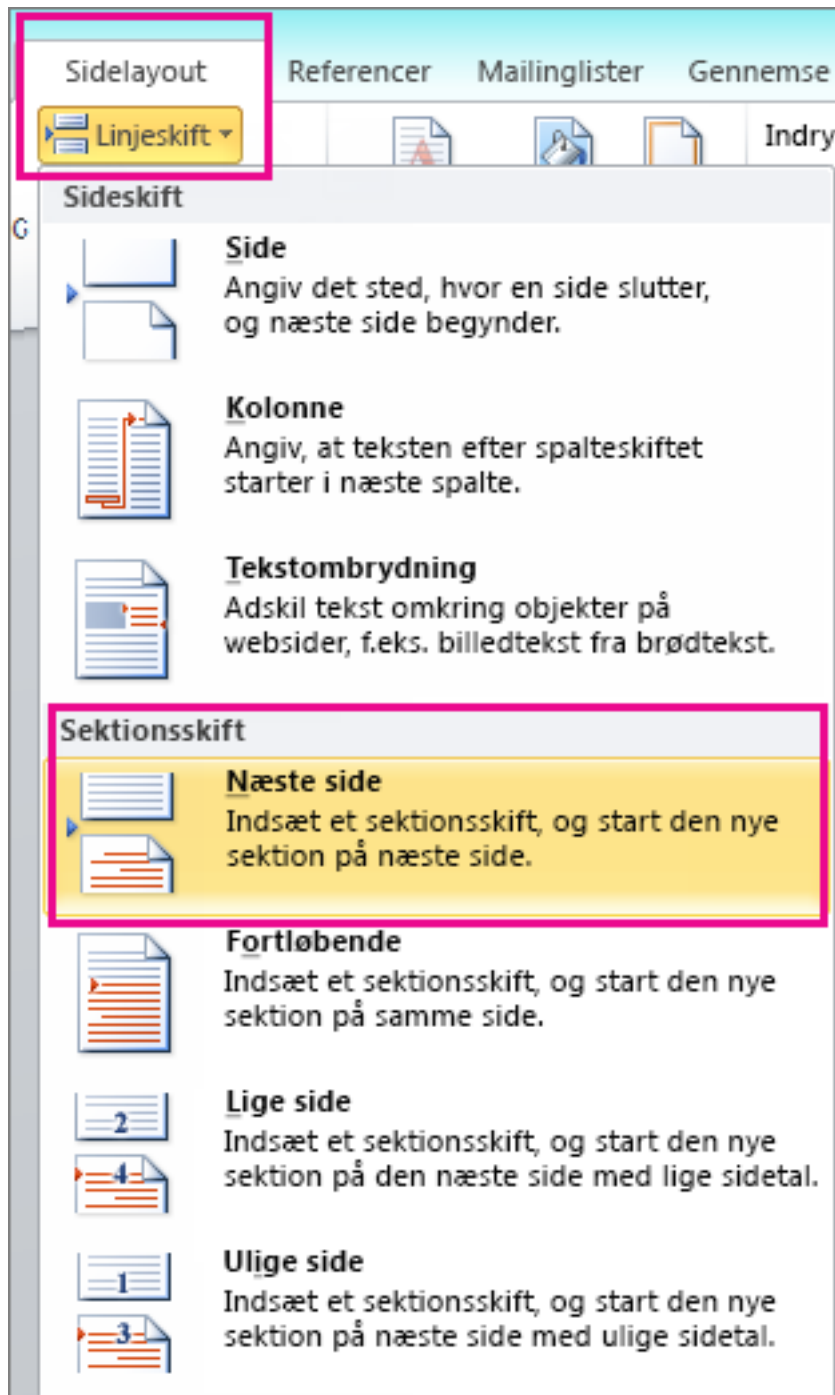 Sidelayout Referencer Mailinglister Gennemse
Linjeskift Indry
Sideskift
G
Side
Angiv det sted, hvor en side slutter,
og næste side begynder.
Kolonne
Angiv, at teksten efter spalteskiftet
starter i næste spalte.
Tekstombrydning
Adskil tekst omkring objekter på
websider, f.eks. billedtekst fra brødtekst.
Sektionsskift
Næste side
Indsæt et sektionsskift, og start den nye
sektion på næste side.
Fortløbende
Indsæt et sektionsskift, og start den nye
sektion på samme side.
2
4
Lige side
Indsæt et sektionsskift, og start den nye
sektion på den næste side med lige sidetal.
1
3
Ulige side
Indsæt et sektionsskift, og start den nye
sektion på næste side med ulige sidetal.